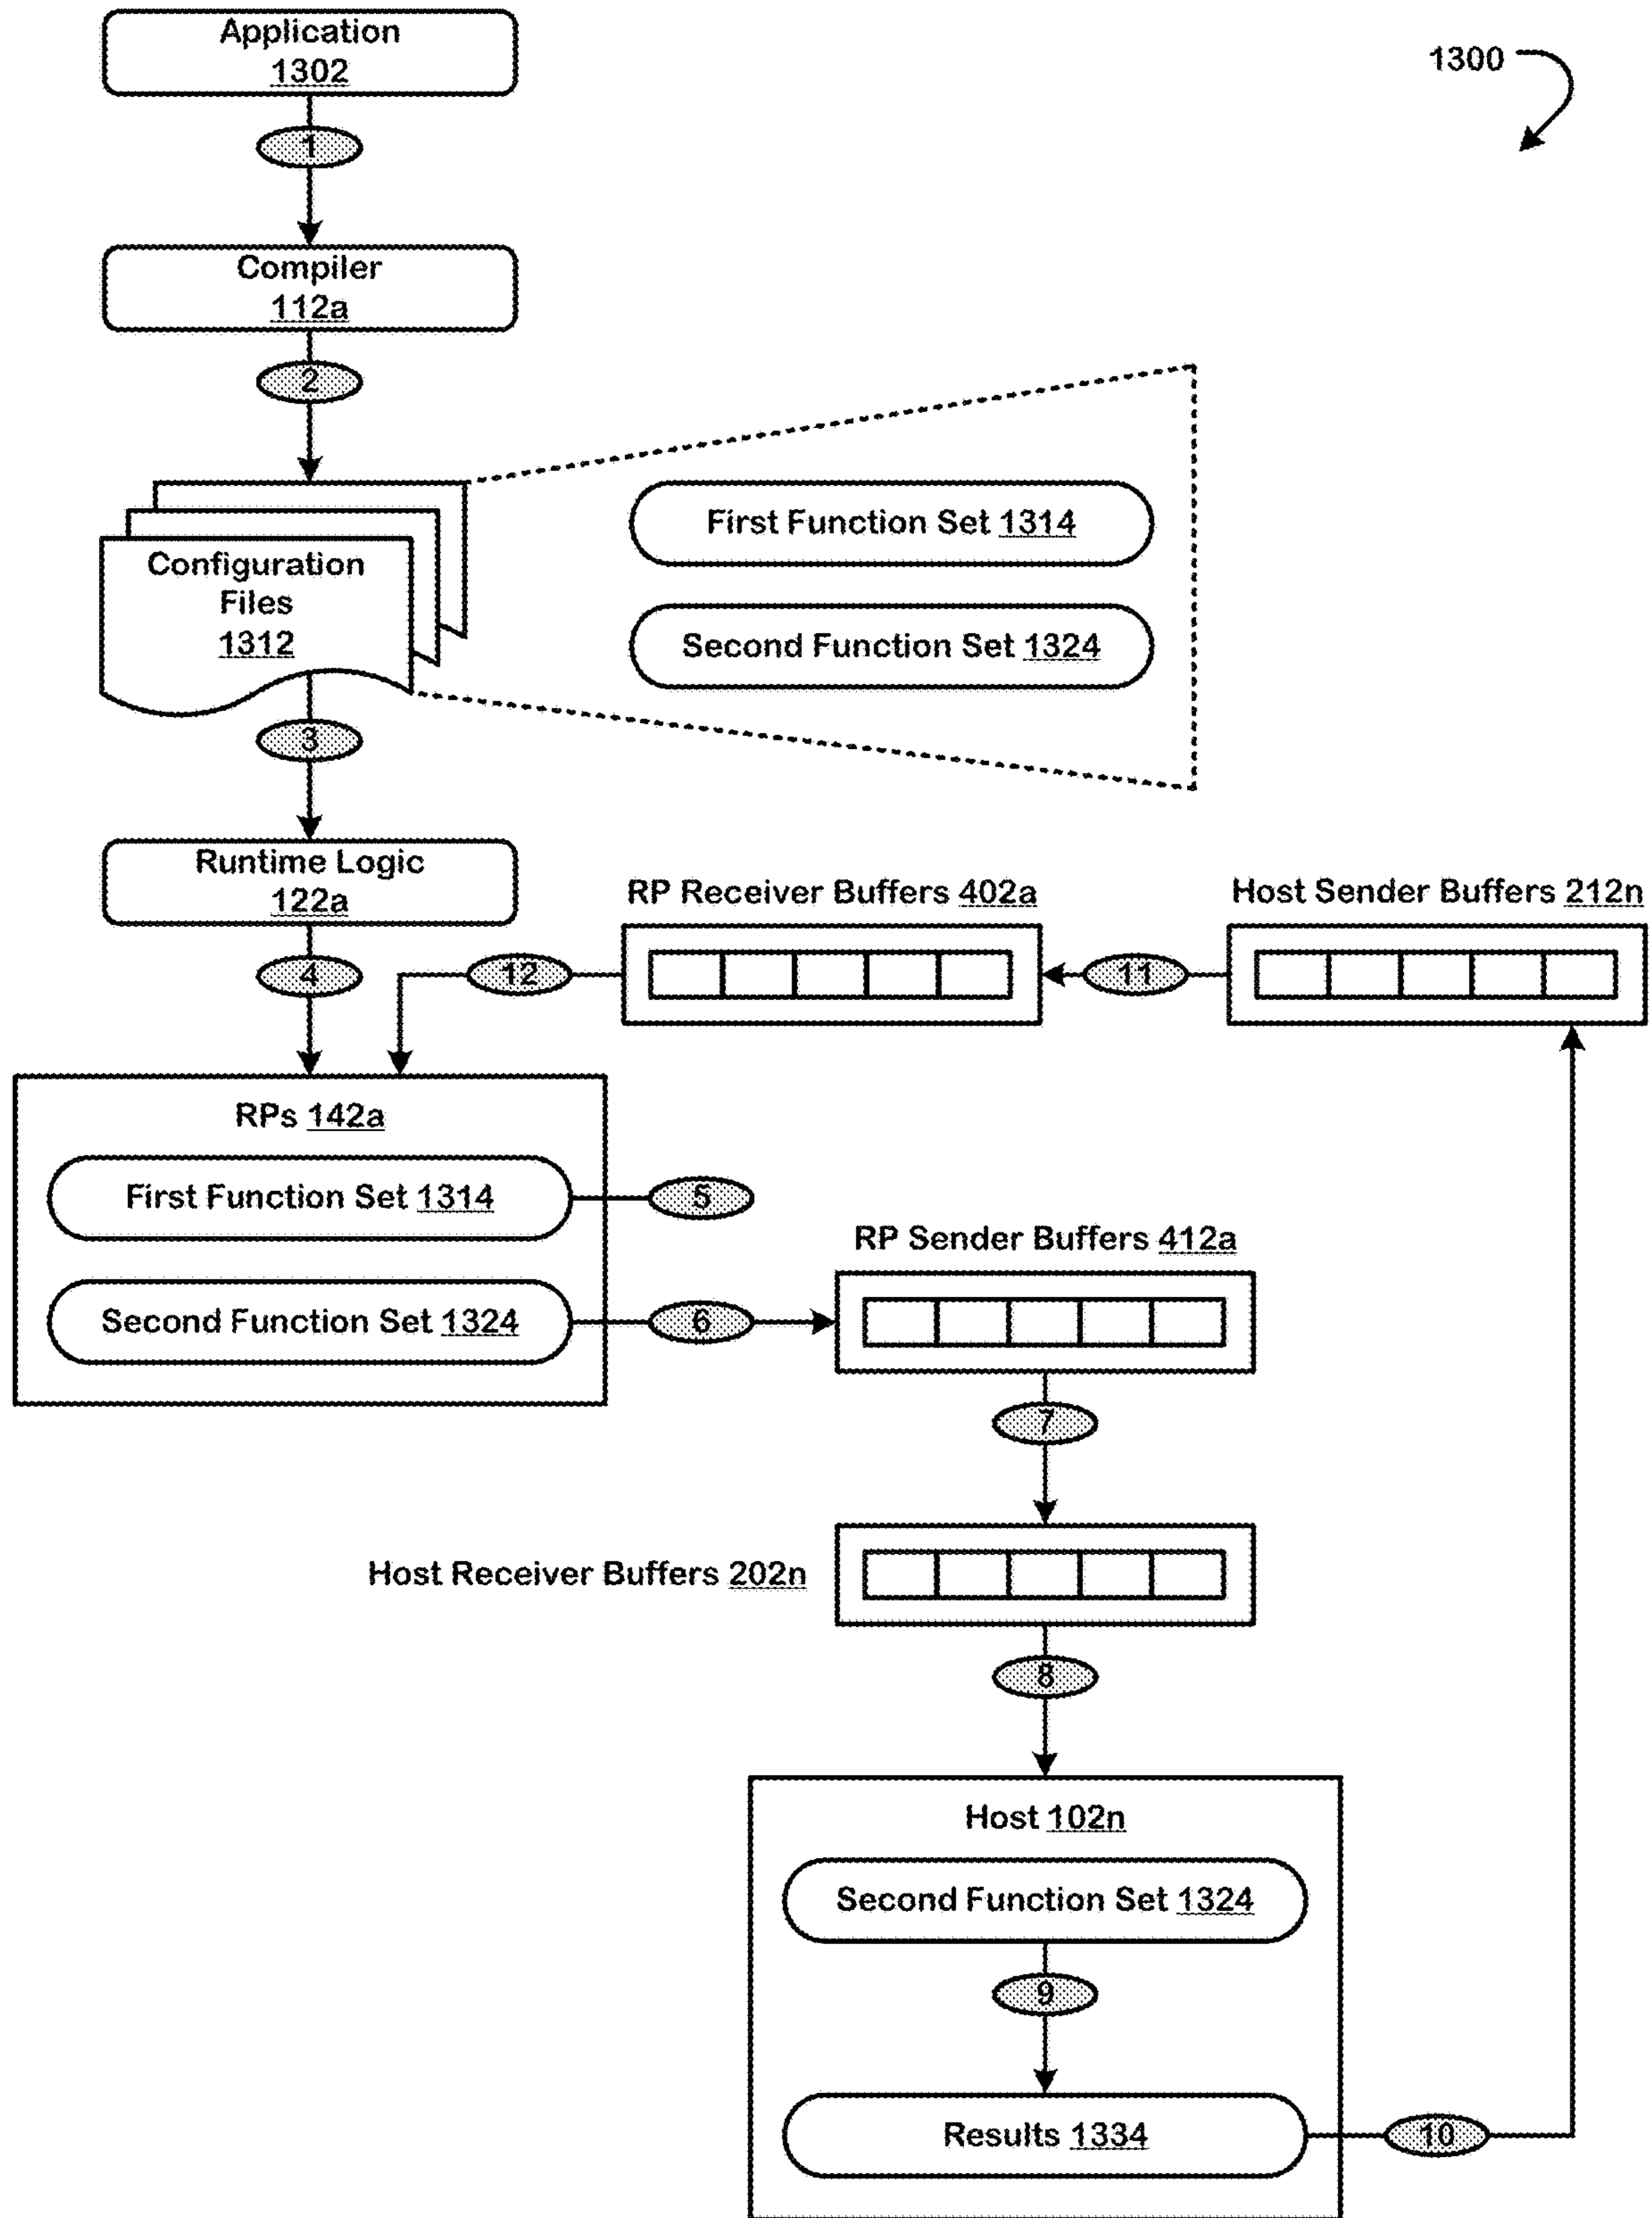 Application
1302
1300
1
Compiler
112a
2
First Function Set 1314
Configuration
Files
1312
Second Function Set 1324
3
Runtime Logic
122a
RP Receiver Buffers 402a
Host Sender Buffers 212n
4
12
11
RPs 142a
First Function Set 1314
5
RP Sender Buffers 412a
Second Function Set 1324
6
7
Host Receiver Buffers 202n
8
Host 102n
Second Function Set 1324
9
Results 1334
10